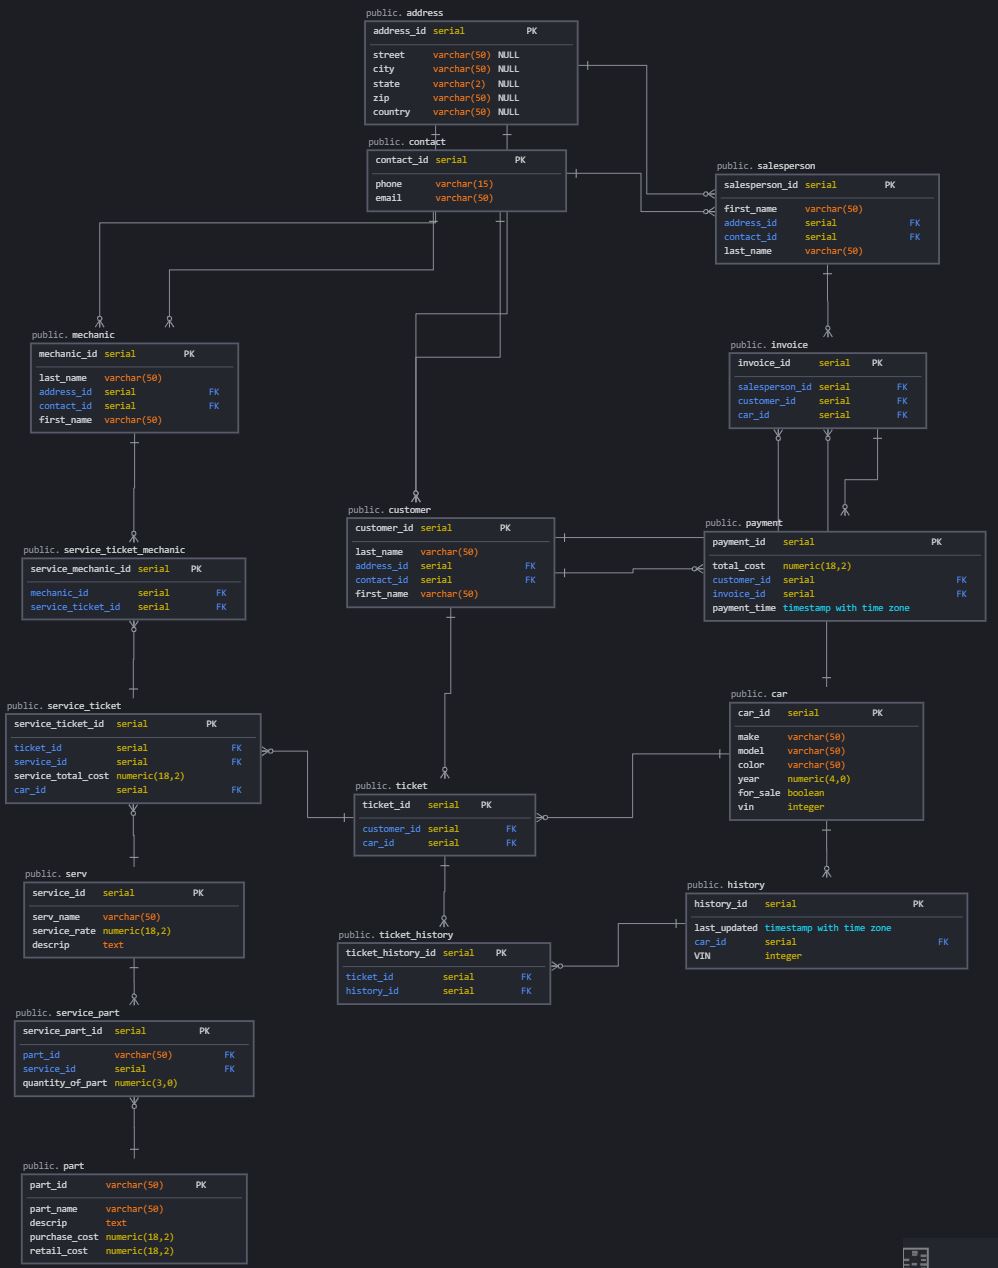 public. address
address_id serial PK
street varchar(50) NULL
city varchar(50) NULL
state varchar(2) NULL
zip varchar(50) NULL
country varchar(50) NULL
public. contact
contact_id serial PK
phone varchar(15)
email varchar(50)
public. salesperson
salesperson_id serial PK
first_name varchar(50)
address_id serial FK
contact_id serial FK
last_name varchar(50)
public. mechanic
mechanic_id serial PK
last_name varchar(50)
address_id serial FK
contact_id serial FK
first_name varchar(50)
public. invoice
invoice_id serial PK
salesperson_id serial FK
customer_id serial FK
car_id serial FK
public. customer
customer_id serial PK
last_name varchar(50)
address_id serial FK
contact_id serial FK
first_name varchar(50)
public. payment
payment_id serial PK
total_cost numeric(18,2)
customer_id serial FK
invoice_id serial FK
payment_time timestamp with time zone
public. service_ticket_mechanic
service_mechanic_id serial PK
mechanic_id serial FK
service_ticket_id serial FK
public. service_ticket
service_ticket_id serial PK
ticket_id serial FK
service_id serial FK
service_total_cost numeric(18,2)
car_id serial FK
public. car
car_id serial PK
make varchar(50)
model varchar(50)
color varchar(50)
year numeric(4,0)
for_sale boolean
vin integer
public. ticket
ticket_id serial PK
customer_id serial FK
car_id serial FK
public. serv
service_id serial PK
serv_name varchar(50)
service_rate numeric(18,2)
descrip text
public. history
history_id serial PK
last_updated timestamp with time zone
car_id serial FK
VIN integer
public. ticket_history
ticket_history_id serial PK
ticket_id serial FK
history_id serial FK
public. service_part
service_part_id serial PK
part_id varchar(50) FK
service_id serial FK
quantity_of_part numeric(3,0)
public. part
part_id varchar(50) PK
part_name varchar(50)
descrip text
purchase_cost numeric(18,2)
retail_cost numeric(18,2)